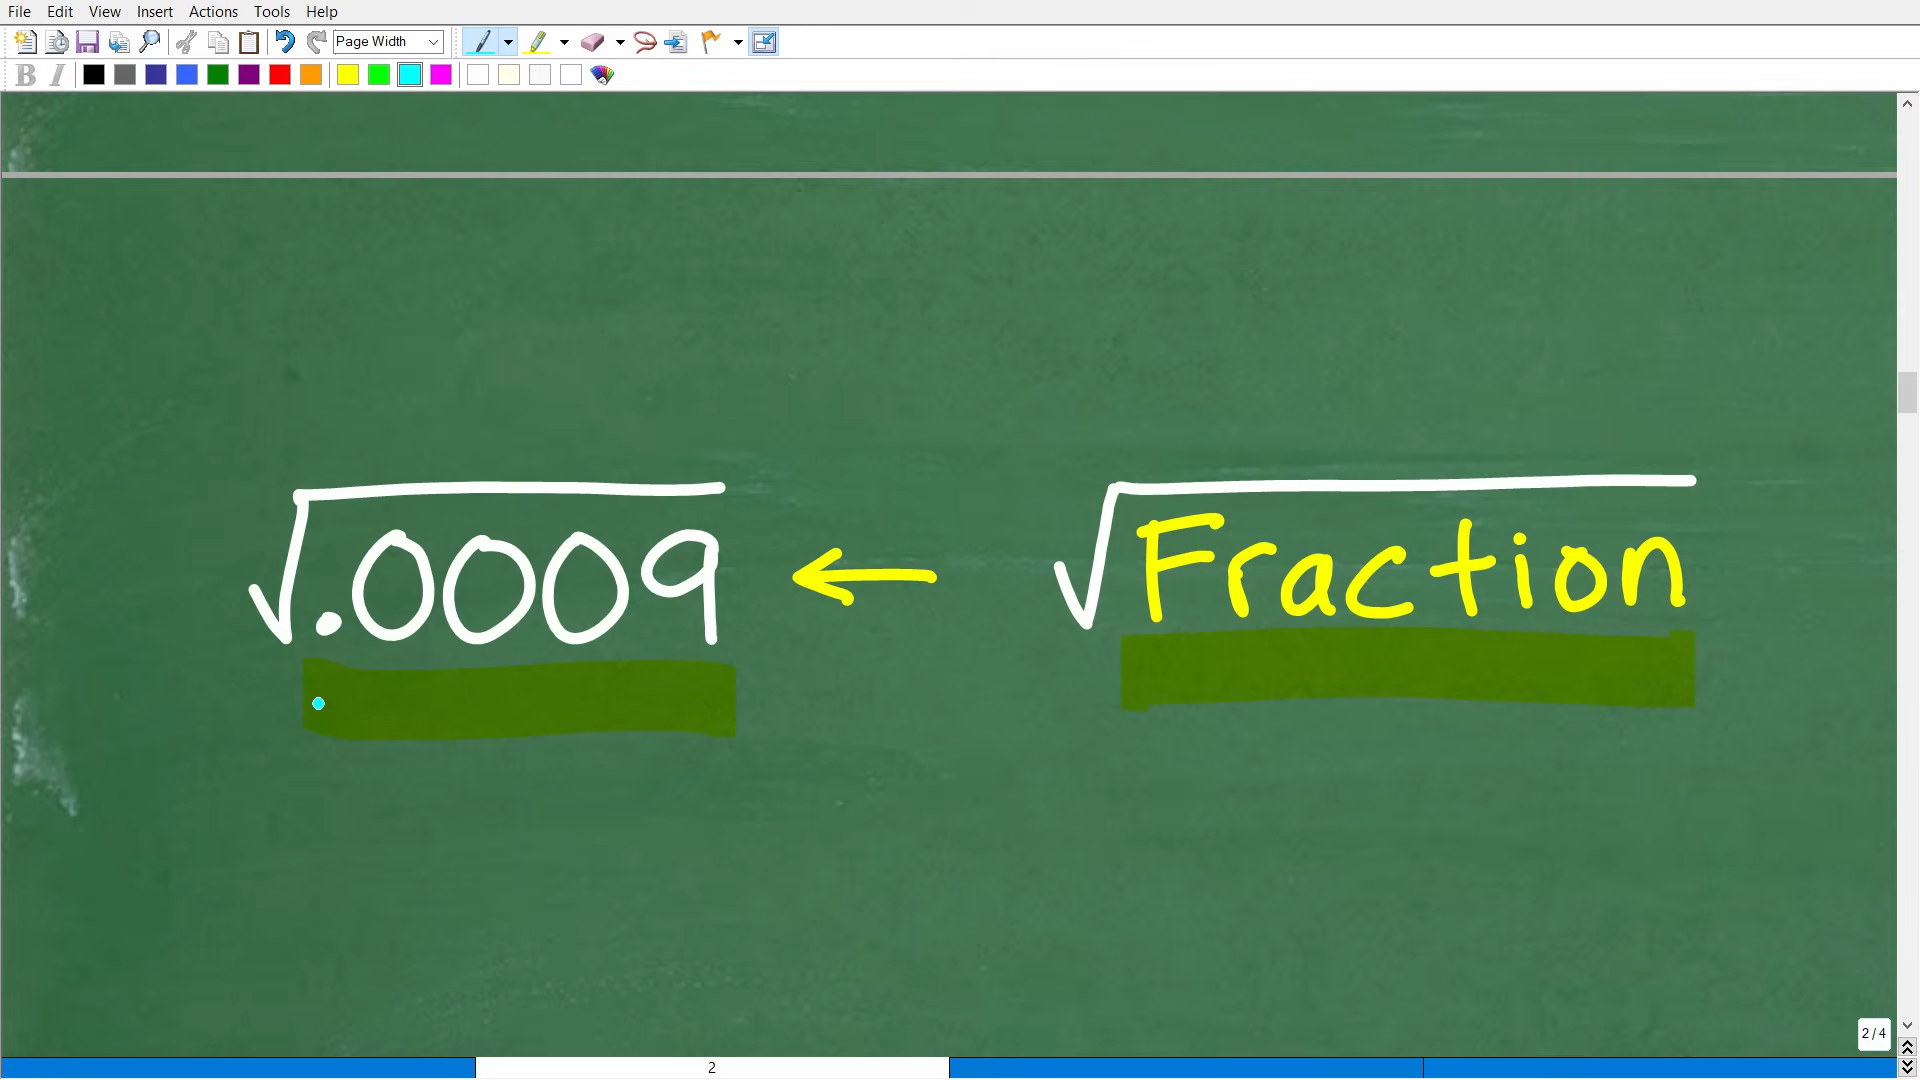 File Edit View Insert Actions Tools Help
Page Width
B I
√.0009 ← √Fraction
2 / 4
2